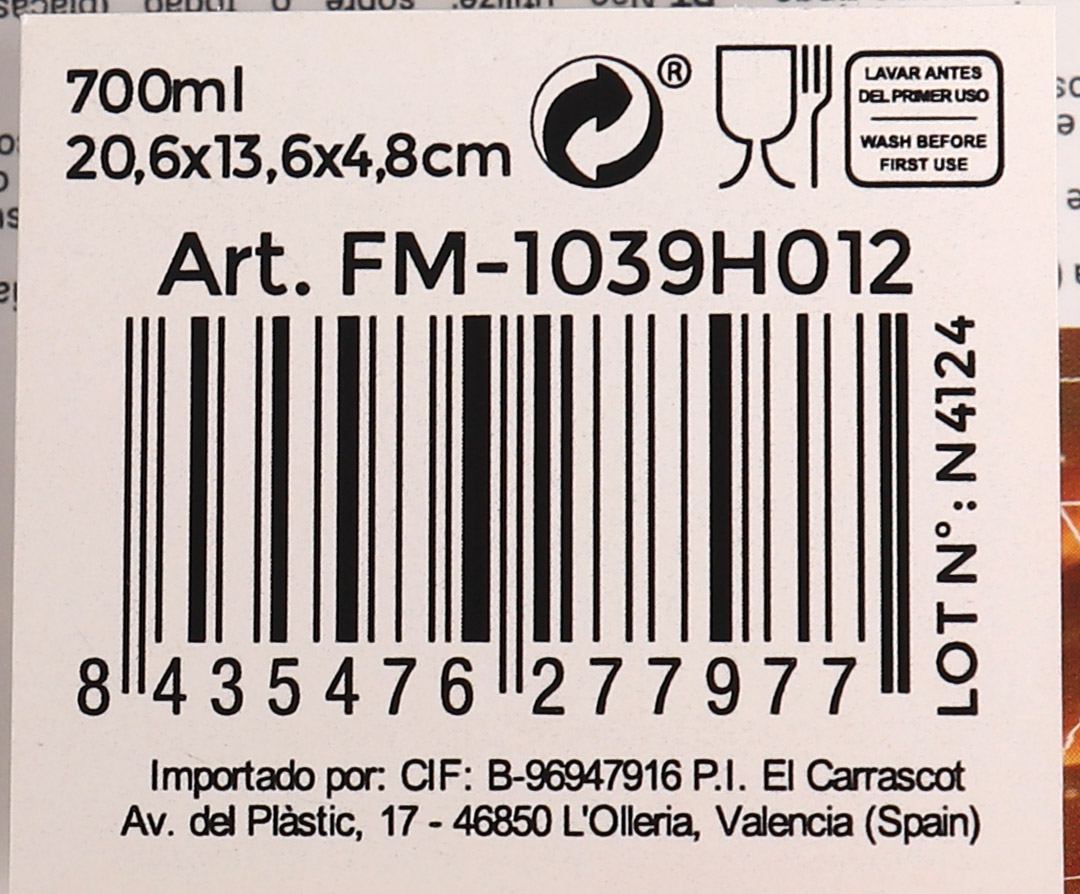 700ml
20,6x13,6x4,8cm
®
LAVAR ANTES
DEL PRIMER USO
WASH BEFORE
FIRST USE
Art. FM-1039H012
LOT N°: N4124
8 435476 277977
Importado por: CIF: B-96947916 P.I. El Carrascot
Av. del Plàstic, 17 - 46850 L'Olleria, Valencia (Spain)